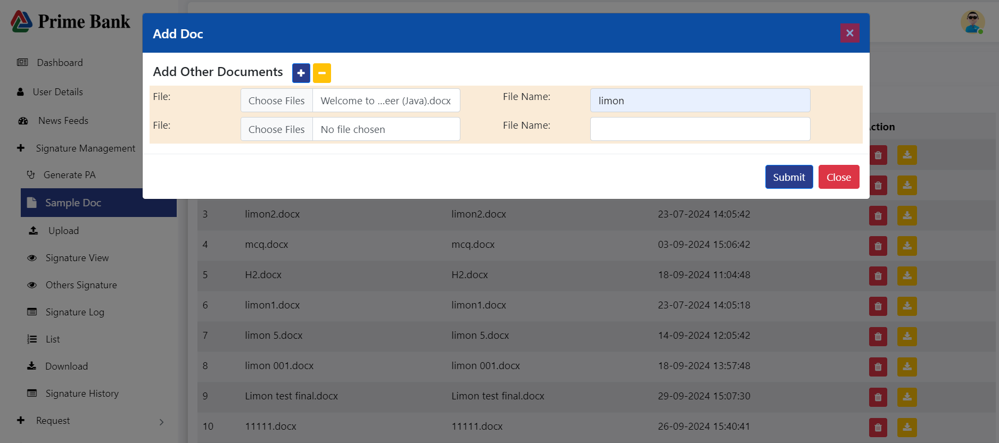 Prime Bank
Dashboard
User Details
News Feeds
Signature Management
Generate PA
Sample Doc
Upload
Signature View
Others Signature
Signature Log
List
Download
Signature History
Request
Add Doc
Add Other Documents
File: Choose Files Welcome to ...eer (Java).docx File Name: limon
File: Choose Files No file chosen File Name:
Submit Close
ction
3 limon2.docx limon2.docx 23-07-2024 14:05:42
4 mcq.docx mcq.docx 03-09-2024 15:06:42
5 H2.docx H2.docx 18-09-2024 11:04:48
6 limon1.docx limon1.docx 23-07-2024 14:05:18
7 limon 5.docx limon 5.docx 14-09-2024 12:05:42
8 limon 001.docx limon 001.docx 18-09-2024 13:57:48
9 Limon test final.docx Limon test final.docx 29-09-2024 15:07:30
10 11111.docx 11111.docx 26-09-2024 15:40:41